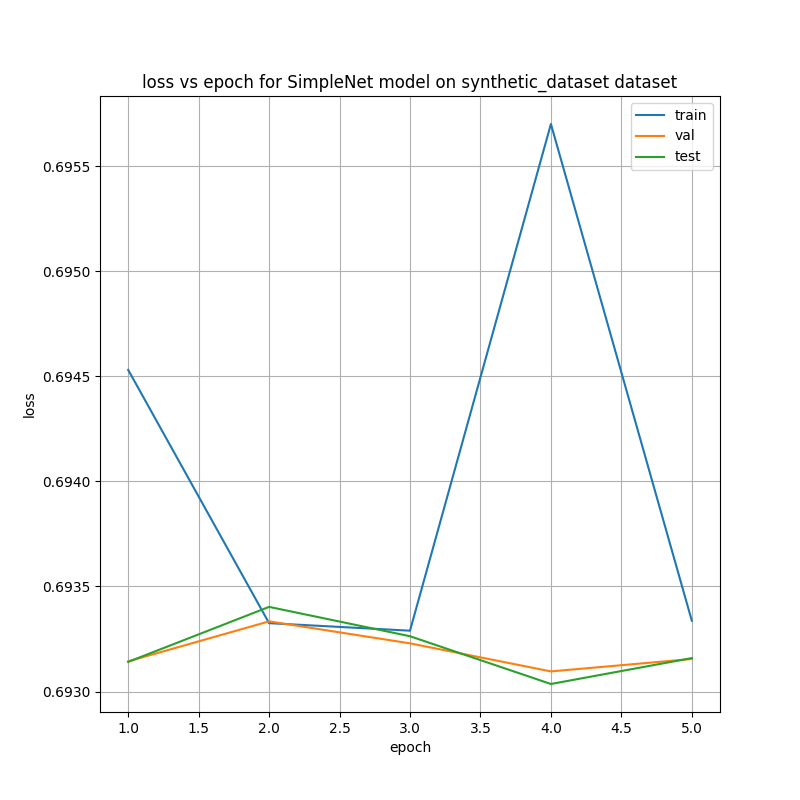 loss vs epoch for SimpleNet model on synthetic_dataset dataset
train
val
test
0.6955
0.6950
0.6945
0.6940
0.6935
0.6930
loss
1.0 1.5 2.0 2.5 3.0 3.5 4.0 4.5 5.0
epoch